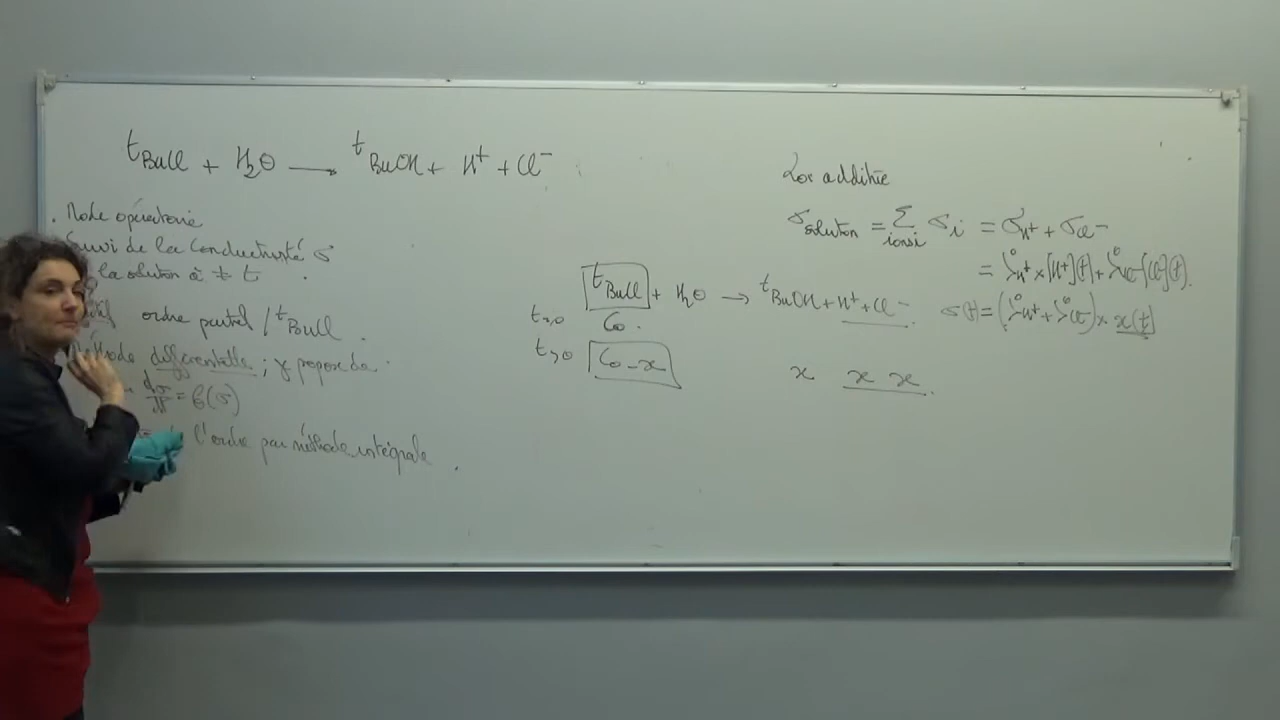 tBuCl + H₂O → tBuOH + H⁺ + Cl⁻
. Mode opératoire
Suivi de la conductivité σ
la solution à ≠ t
ordre partiel / tBuCl
Méthode différentielle ; γ propose de
dσ/dt = f(σ)
l'ordre par méthode intégrale
tBuCl + H₂O → tBuOH + H⁺ + Cl⁻
t=0 C₀
t>0 C₀-x x x x
Loi additive
σsolution = Σ ions i σi = σH⁺ + σCl⁻
= λ°H⁺ × [H⁺](t) + λ°Cl⁻ [Cl⁻](t)
σ(t) = (λ°H⁺ + λ°Cl⁻) × x(t)